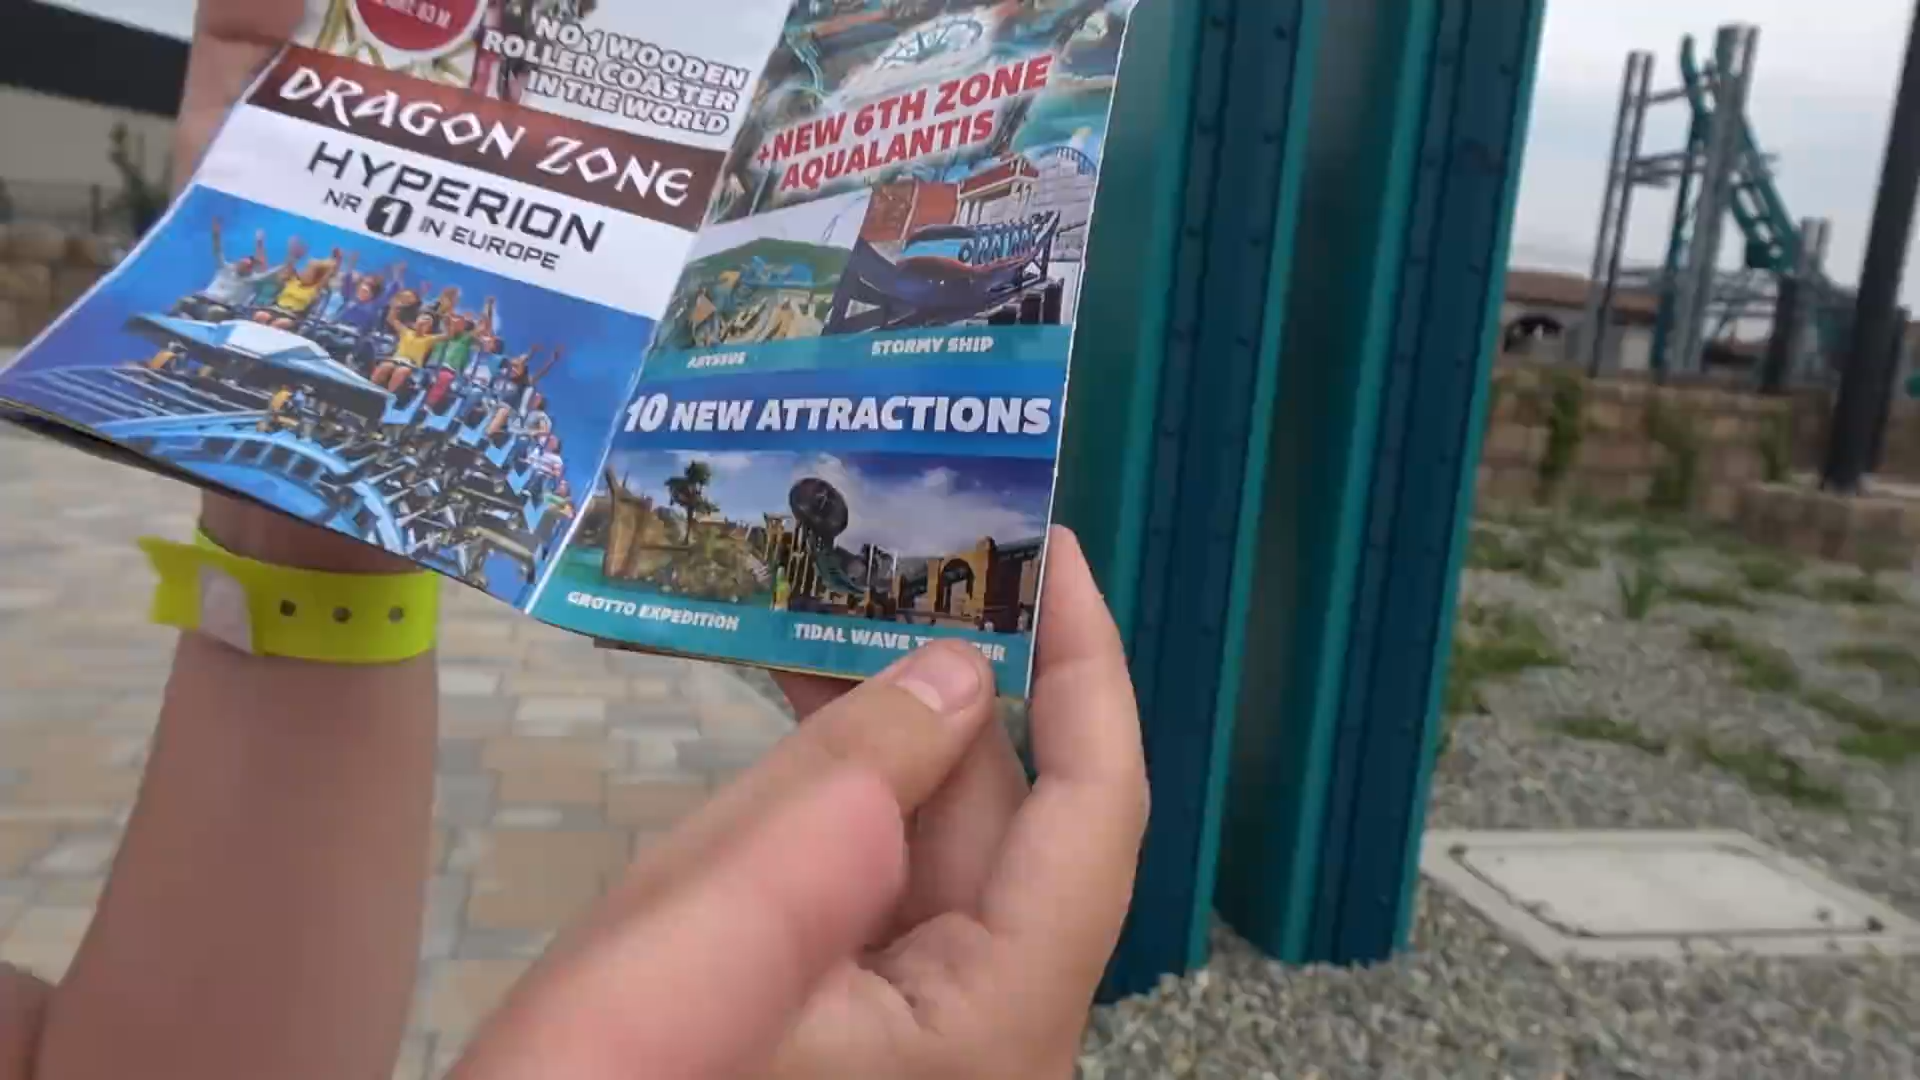 NO.1 WOODEN
ROLLER COASTER
IN THE WORLD
DRAGON ZONE
HYPERION
NR 1 IN EUROPE
+NEW 6TH ZONE
AQUALANTIS
ABYSSUS
STORMY SHIP
10 NEW ATTRACTIONS
GROTTO EXPEDITION
TIDAL WAVE